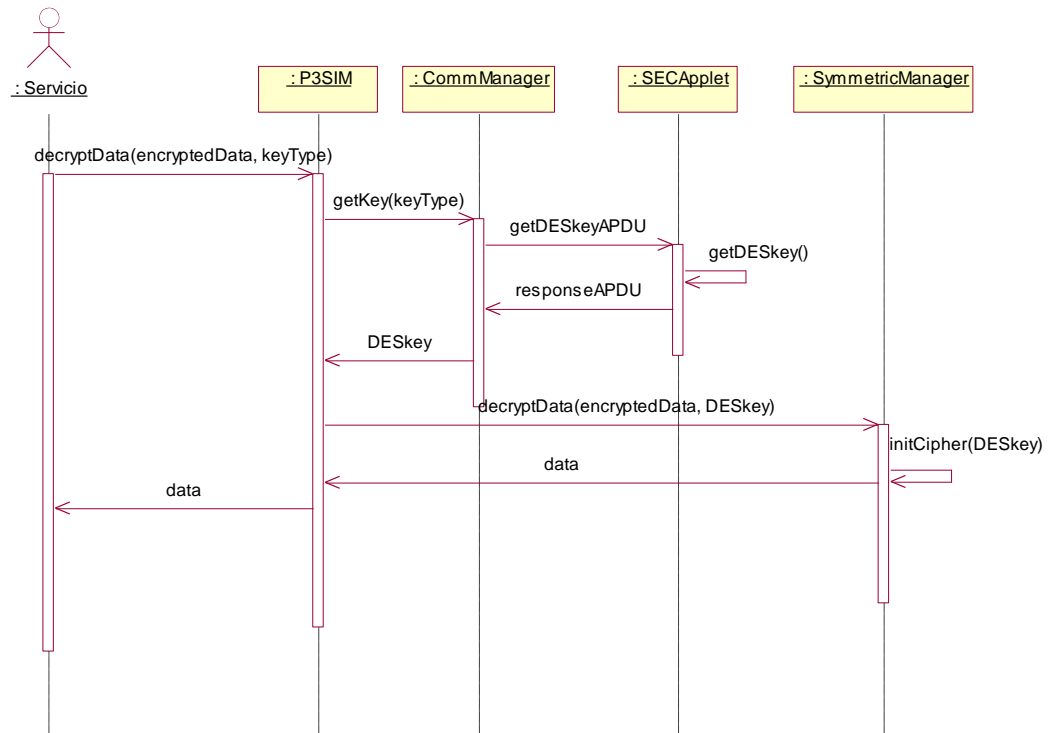 : Servicio
: P3SIM
: CommManager
: SECApplet
: SymmetricManager
decryptData(encryptedData, keyType)
getKey(keyType)
getDESkeyAPDU
getDESkey()
responseAPDU
DESkey
decryptData(encryptedData, DESkey)
initCipher(DESkey)
data
data